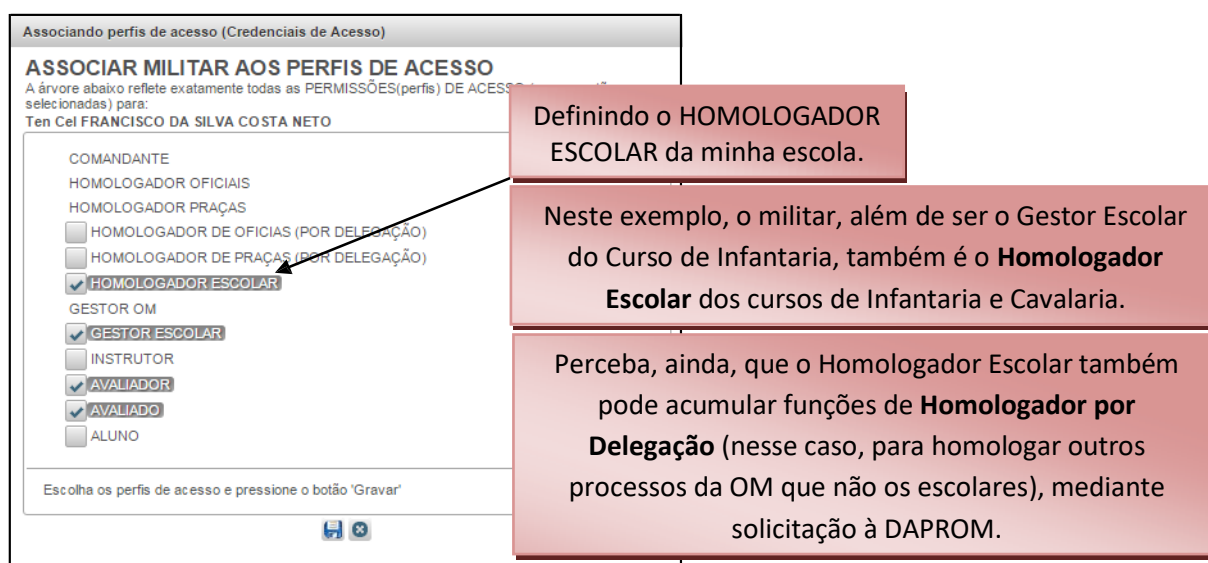 Associando perfis de acesso (Credenciais de Acesso)
ASSOCIAR MILITAR AOS PERFIS DE ACESSO
A árvore abaixo reflete exatamente todas as PERMISSÕES(perfis) DE ACESSO
selecionadas) para:
Ten Cel FRANCISCO DA SILVA COSTA NETO
COMANDANTE
HOMOLOGADOR OFICIAIS
HOMOLOGADOR PRAÇAS
HOMOLOGADOR DE OFICIAS (POR DELEGAÇÃO)
HOMOLOGADOR DE PRAÇAS (POR DELEGAÇÃO)
HOMOLOGADOR ESCOLAR
GESTOR OM
GESTOR ESCOLAR
INSTRUTOR
AVALIADOR
AVALIADO
ALUNO
Escolha os perfis de acesso e pressione o botão 'Gravar'
Definindo o HOMOLOGADOR
ESCOLAR da minha escola.
Neste exemplo, o militar, além de ser o Gestor Escolar
do Curso de Infantaria, também é o Homologador
Escolar dos cursos de Infantaria e Cavalaria.
Perceba, ainda, que o Homologador Escolar também
pode acumular funções de Homologador por
Delegação (nesse caso, para homologar outros
processos da OM que não os escolares), mediante
solicitação à DAPROM.